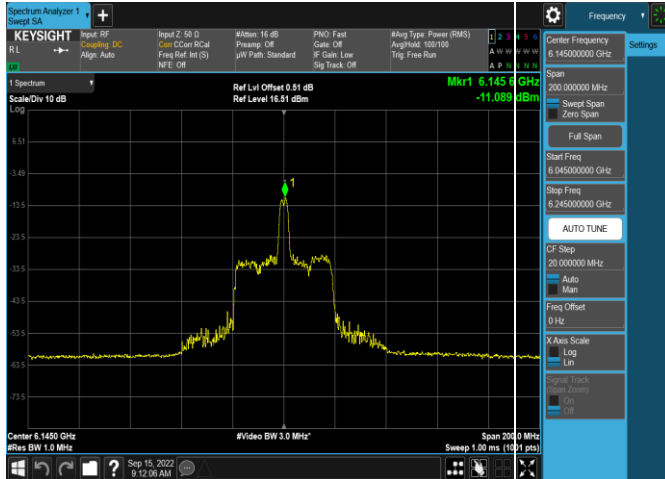 Spectrum Analyzer 1
Swept SA
+
Frequency
KEYSIGHT
RL
Input: RF
Coupling: DC
Align: Auto
Input Z: 50 Ω
Corr CCorr RCal
Freq Ref: Int (S)
NFE: Off
#Atten: 16 dB
Preamp: Off
µW Path: Standard
PNO: Fast
Gate: Off
IF Gain: Low
Sig Track: Off
#Avg Type: Power (RMS)
Avg|Hold: 100/100
Trig: Free Run
1 2 3 4 5 6
A W W W W W
A P N N N N
1 Spectrum
Scale/Div 10 dB
Log
Ref Lvl Offset 0.51 dB
Ref Level 16.51 dBm
Mkr1 6.145 6 GHz
-11.089 dBm
1
6.51
-3.49
-13.5
-23.5
-33.5
-43.5
-53.5
-63.5
-73.5
Center 6.1450 GHz
#Res BW 1.0 MHz
#Video BW 3.0 MHz*
Span 200.0 MHz
Sweep 1.00 ms (1001 pts)
Sep 15, 2022
9:12:06 AM
Center Frequency
6.145000000 GHz
Settings
Span
200.000000 MHz
Swept Span
Zero Span
Full Span
Start Freq
6.045000000 GHz
Stop Freq
6.245000000 GHz
AUTO TUNE
CF Step
20.000000 MHz
Auto
Man
Freq Offset
0 Hz
X Axis Scale
Log
Lin
Signal Track
(Span Zoom)
On
Off